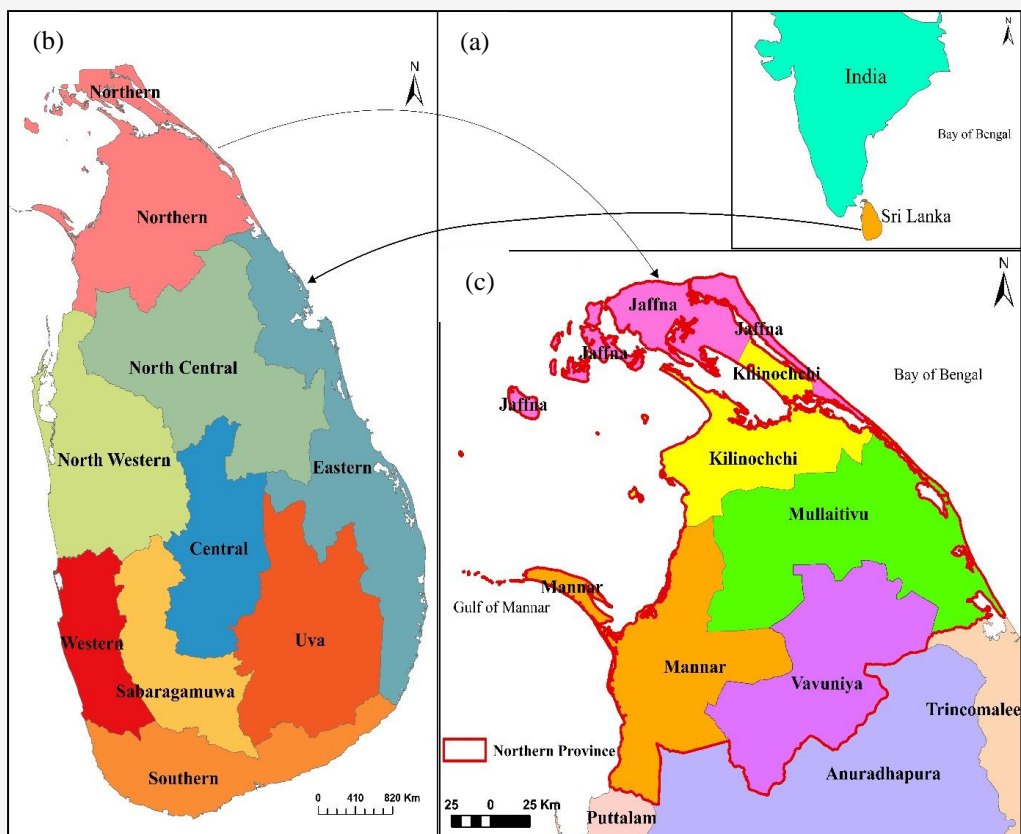 (b)
N
Northern
Northern
North Central
North Western
Eastern
Central
Western
Uva
Sabaragamuwa
Southern
0 410 820 Km
(a)
N
India
Bay of Bengal
Sri Lanka
(c)
N
Jaffna
Jaffna
Jaffna
Kilinochchi
Bay of Bengal
Jaffna
Kilinochchi
Mullaitivu
Mannar
Gulf of Mannar
Mannar
Vavuniya
Trincomalee
Northern Province
Anuradhapura
25 0 25 Km
Puttalam